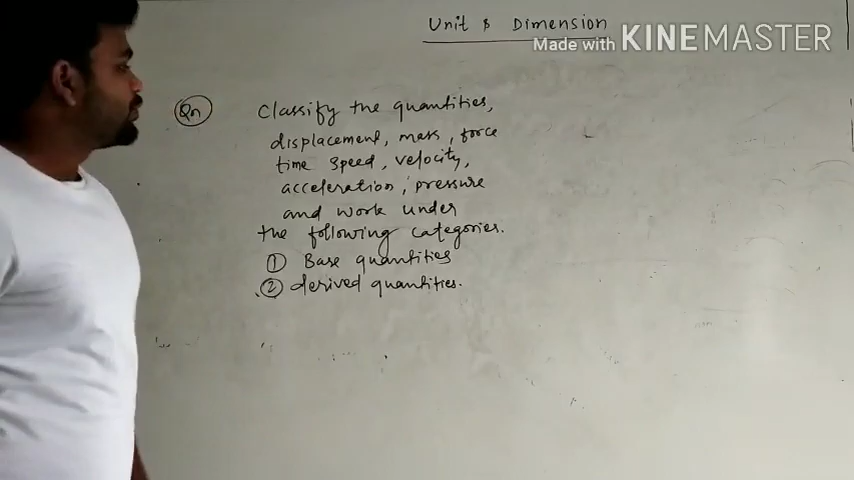 Unit & Dimension
Made with KINEMASTER
Qn
Classify the quantities,
displacement, mass, force
time speed, velocity,
acceleration, pressure
and work under
the following categories.
① Base quantities
② derived quantities.